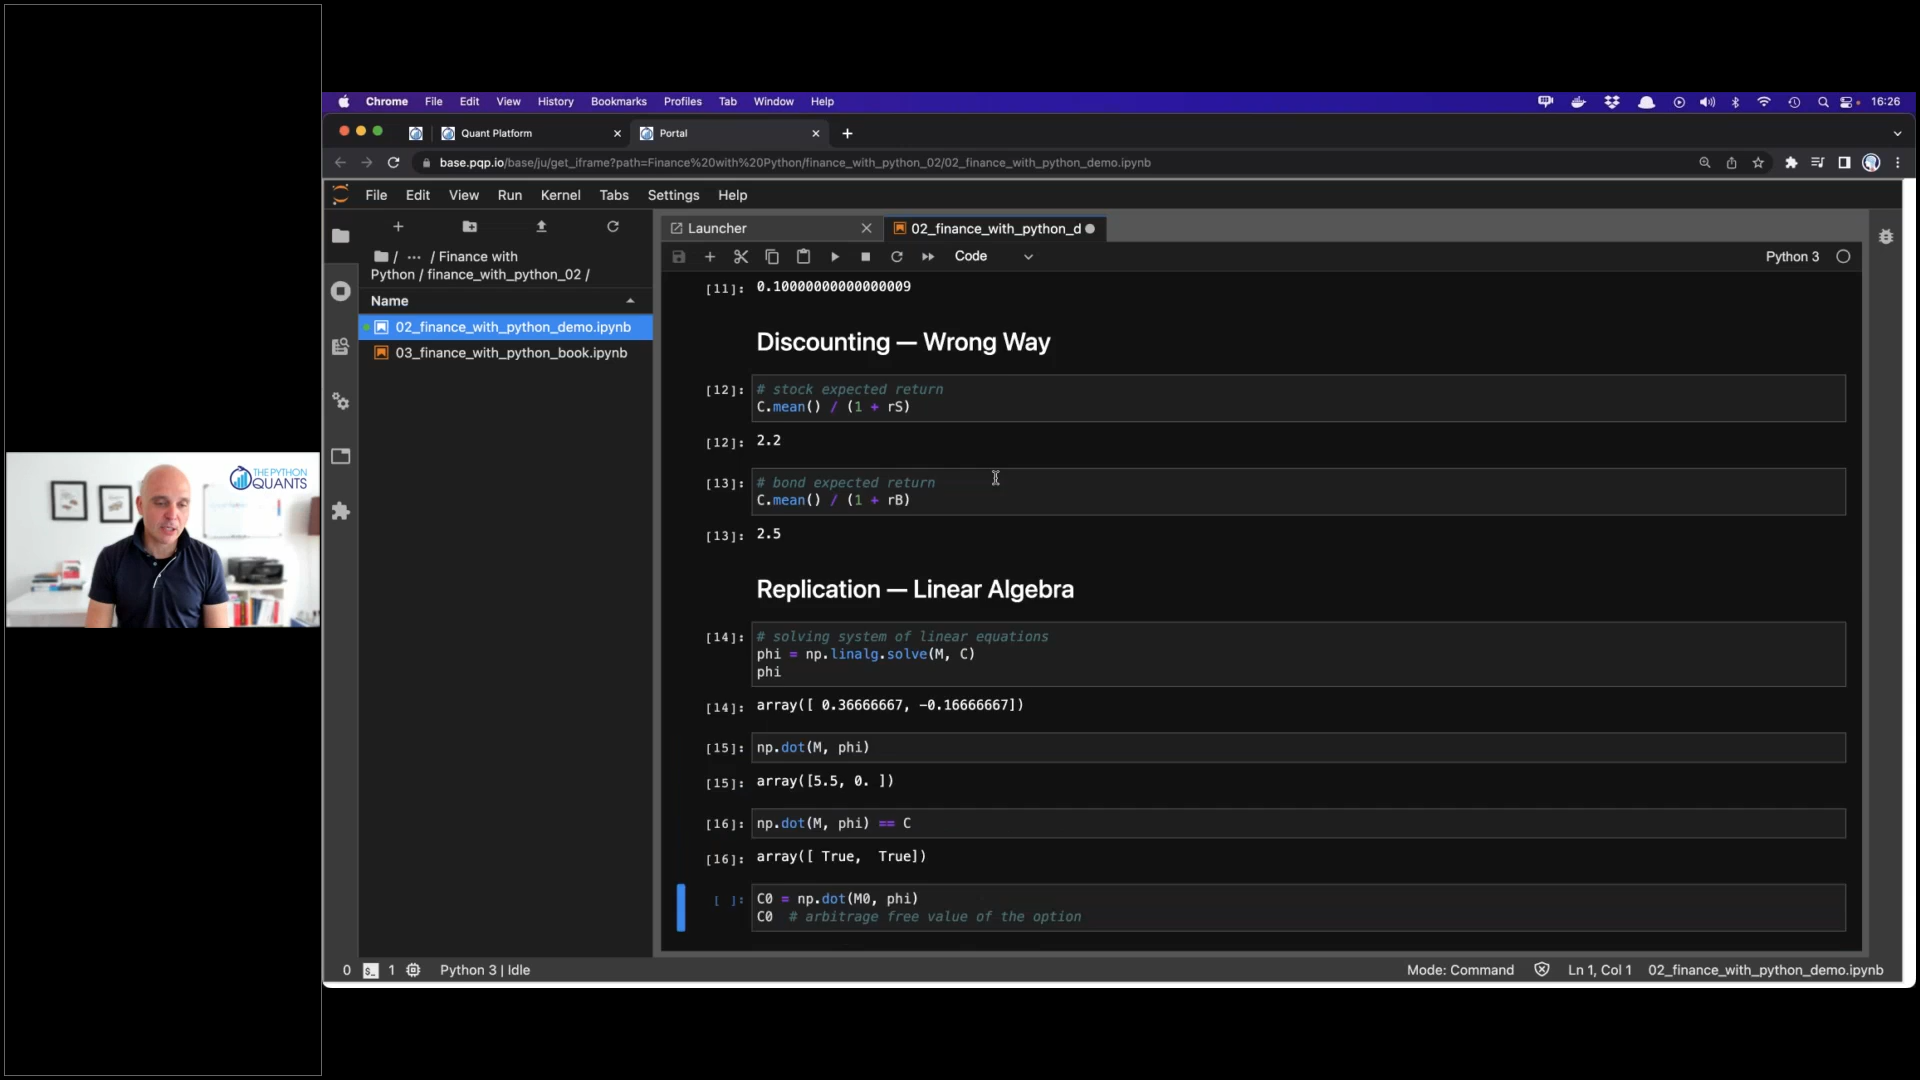 THE PYTHON
QUANTS
Chrome File Edit View History Bookmarks Profiles Tab Window Help 16:26
Quant Platform Portal
base.pqp.io/base/ju/get_iframe?path=Finance%20with%20Python/finance_with_python_02/02_finance_with_python_demo.ipynb
File Edit View Run Kernel Tabs Settings Help
Launcher 02_finance_with_python_d
/ ... / Finance with
Python / finance_with_python_02 /
Code Python 3
Name
02_finance_with_python_demo.ipynb
03_finance_with_python_book.ipynb
[11]: 0.10000000000000009
Discounting — Wrong Way
[12]: # stock expected return
C.mean() / (1 + rS)
[12]: 2.2
[13]: # bond expected return
C.mean() / (1 + rB)
[13]: 2.5
Replication — Linear Algebra
[14]: # solving system of linear equations
phi = np.linalg.solve(M, C)
phi
[14]: array([ 0.36666667, -0.16666667])
[15]: np.dot(M, phi)
[15]: array([5.5, 0. ])
[16]: np.dot(M, phi) == C
[16]: array([ True,  True])
[ ]: C0 = np.dot(M0, phi)
C0  # arbitrage free value of the option
0 1 Python 3 | Idle Mode: Command Ln 1, Col 1 02_finance_with_python_demo.ipynb